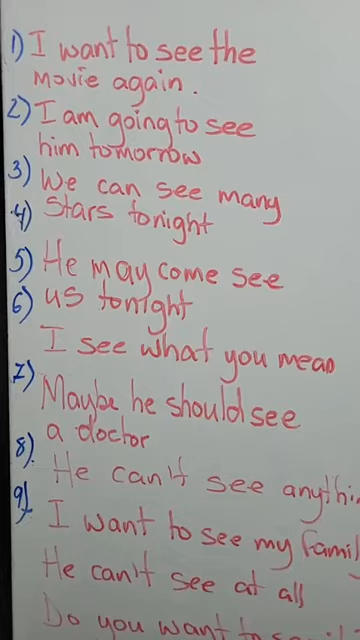 1) I want to see the
movie again.
2) I am going to see
him tomorrow
3) We can see many
4) stars tonight
5) He may come see
6) us tonight
I see what you mean
7) Maybe he should see
a doctor
8) He can't see
9) I want to see my
He can't see at all
Do you want to